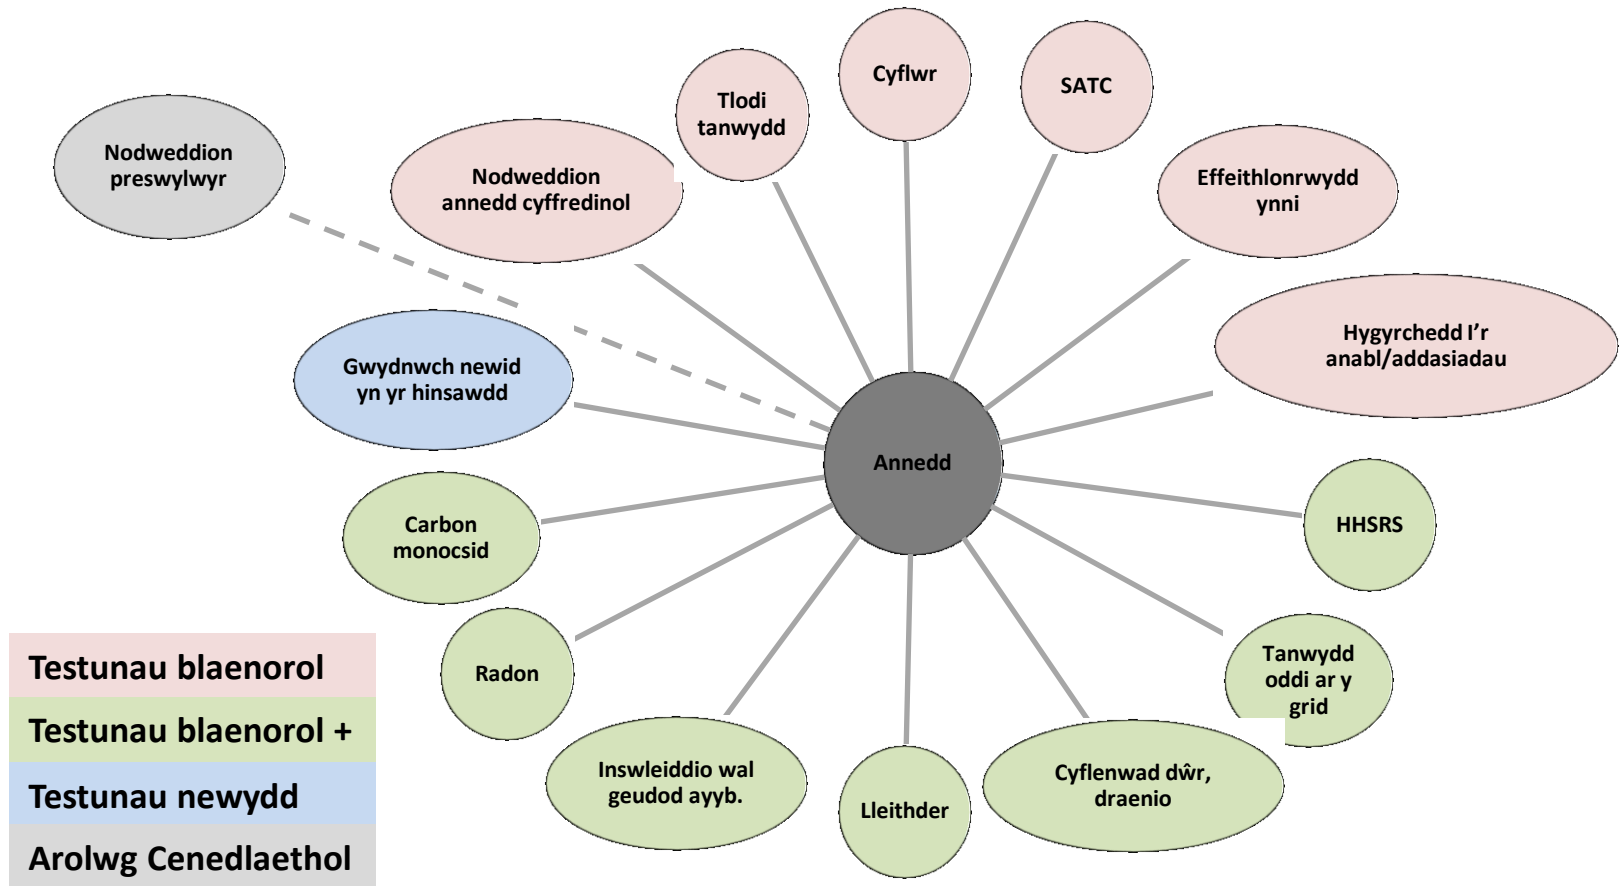 Cyflwr
SATC
Tlodi
tanwydd
Nodweddion
preswylwyr
Nodweddion
annedd cyffredinol
Effeithlonrwydd
ynni
Hygyrchedd I'r
anabl/addasiadau
Gwydnwch newid
yn yr hinsawdd
Annedd
Carbon
monocsid
HHSRS
Radon
Tanwydd
oddi ar y
grid
Inswleiddio wal
geudod ayyb.
Lleithder
Cyflenwad dŵr,
draenio
Testunau blaenorol
Testunau blaenorol +
Testunau newydd
Arolwg Cenedlaethol